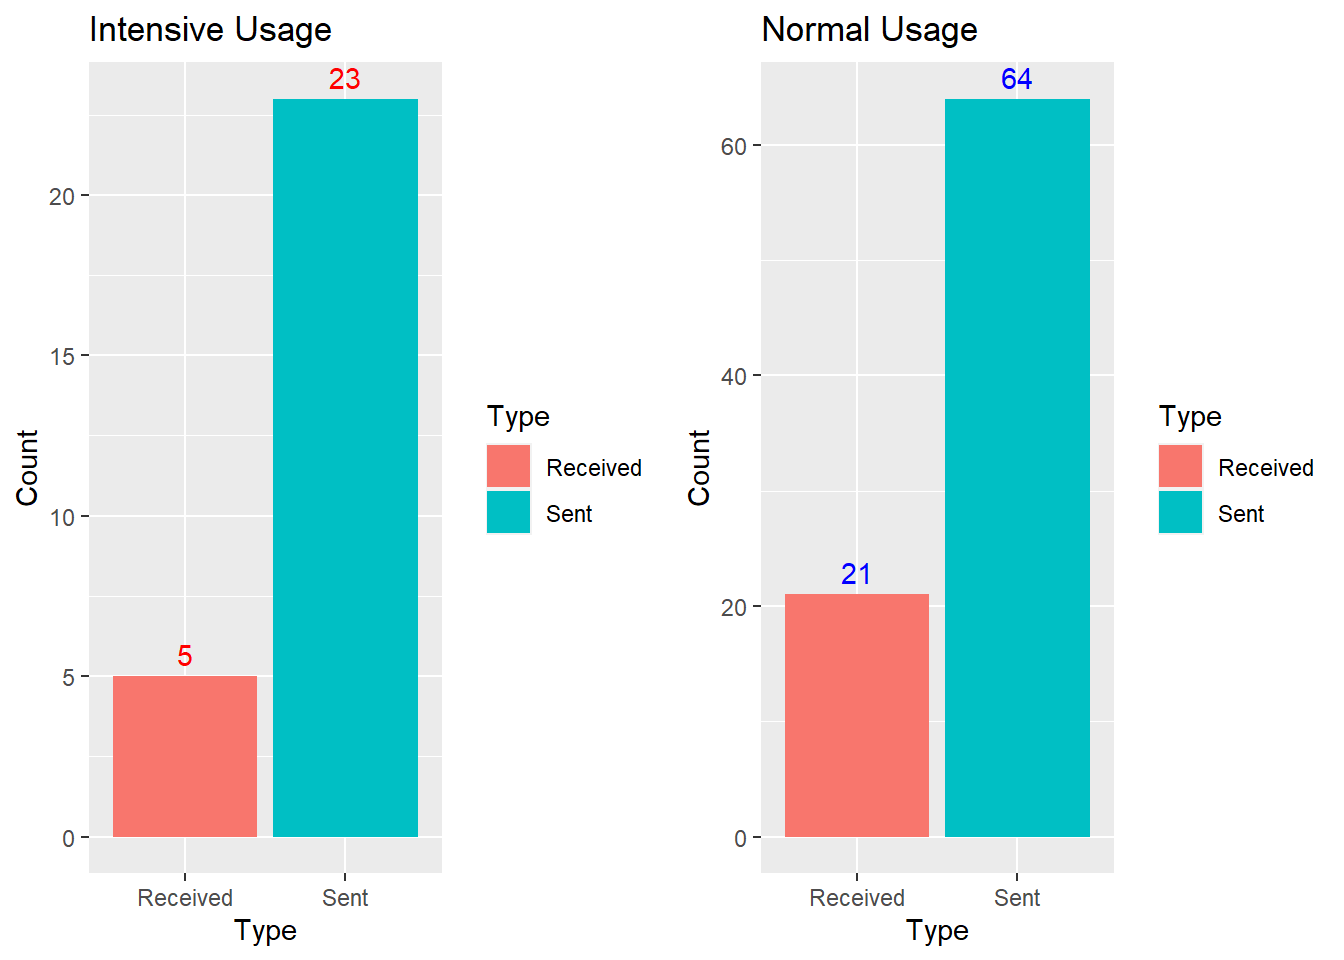 Intensive Usage
23
20
15
10
5
0
5
Count
Received Sent
Type
Type
Received
Sent
Normal Usage
64
60
40
20
0
21
Count
Received Sent
Type
Type
Received
Sent